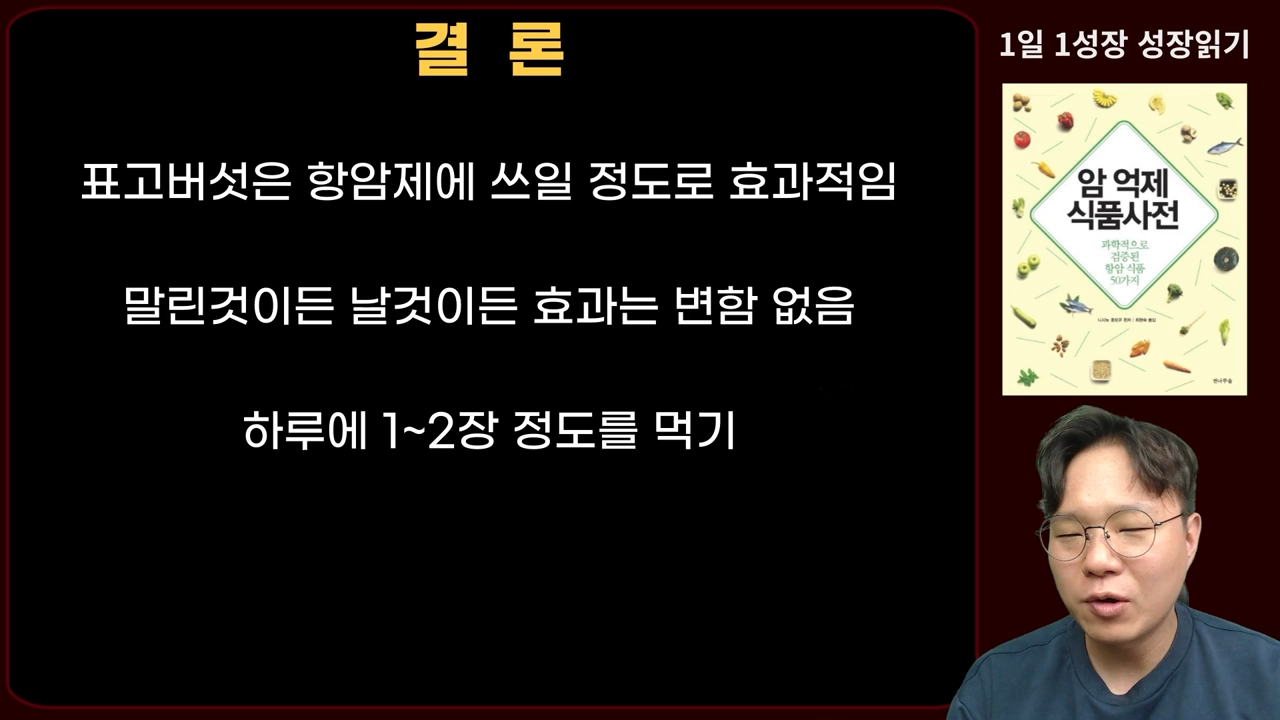 결 론
표고버섯은 항암제에 쓰일 정도로 효과적임
말린것이든 날것이든 효과는 변함 없음
하루에 1~2장 정도를 먹기
1일 1성장 성장읽기
암 억제
식품사전
과학적으로
검증된
항암 식품
50가지